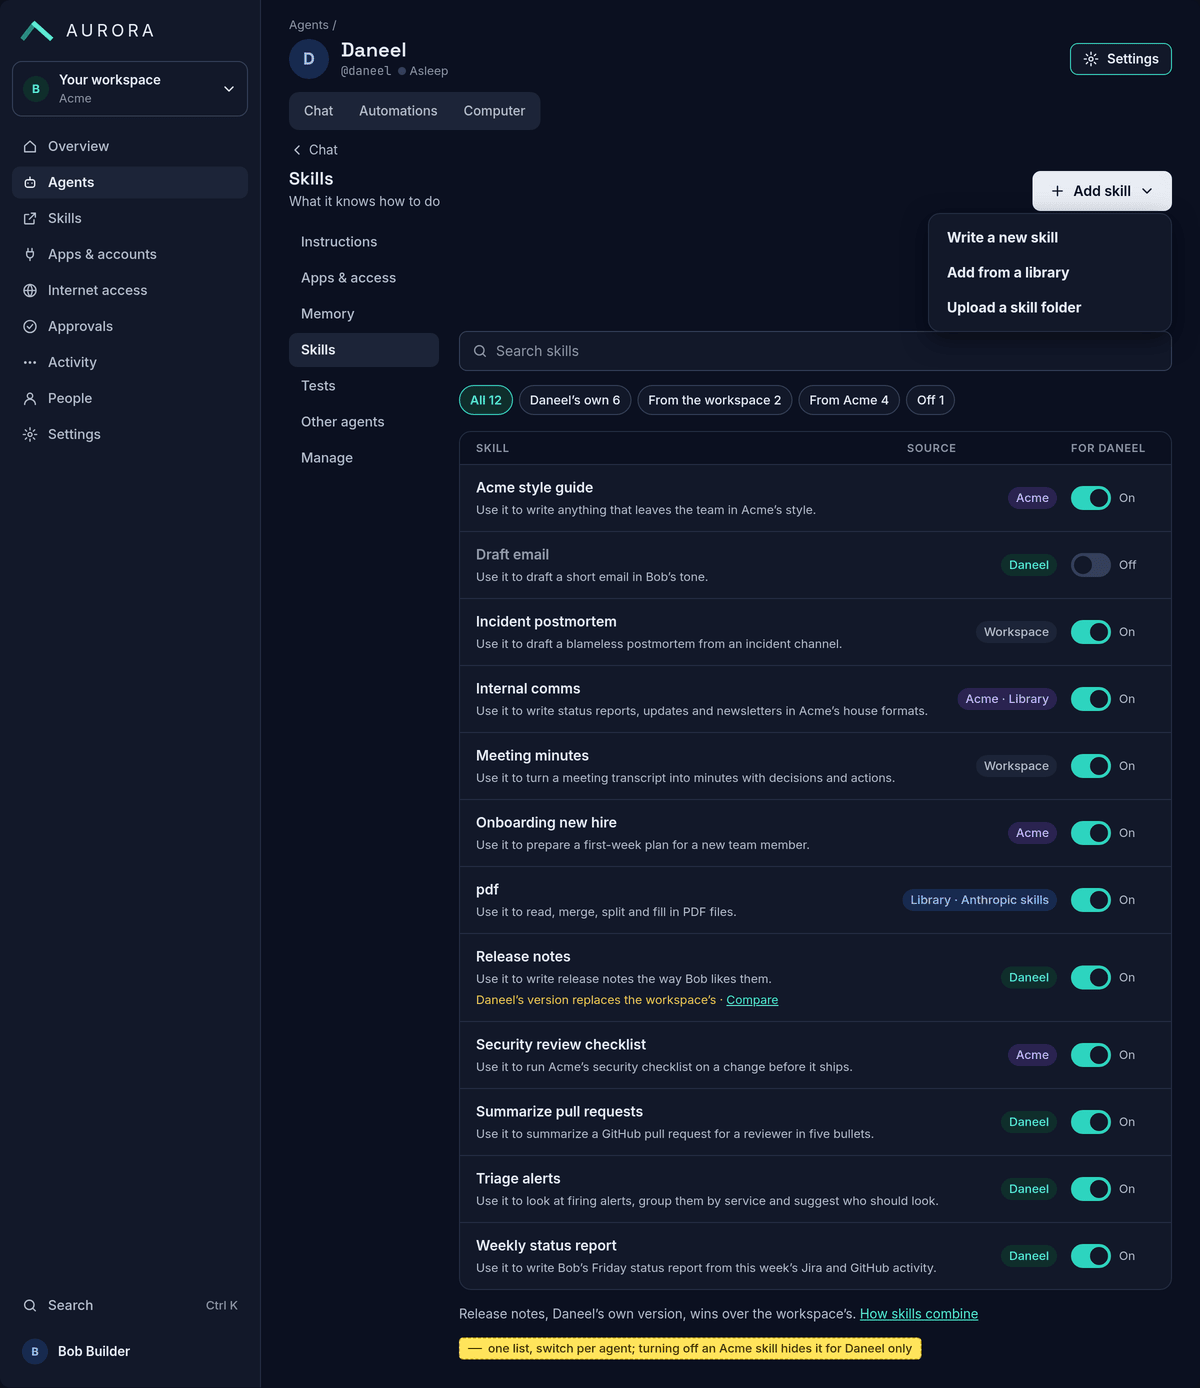 AURORA
B
Your workspace
Acme
Overview
Agents
Skills
Apps & accounts
Internet access
Approvals
Activity
People
Settings
Search
Ctrl K
B
Bob Builder
Agents /
D
Daneel
@daneel
Asleep
Settings
Chat
Automations
Computer
Chat
Skills
What it knows how to do
Add skill
Write a new skill
Add from a library
Upload a skill folder
Instructions
Apps & access
Memory
Skills
Tests
Other agents
Manage
Search skills
All 12
Daneel’s own 6
From the workspace 2
From Acme 4
Off 1
SKILL
SOURCE
FOR DANEEL
Acme style guide
Use it to write anything that leaves the team in Acme’s style.
Acme
On
Draft email
Use it to draft a short email in Bob’s tone.
Daneel
Off
Incident postmortem
Use it to draft a blameless postmortem from an incident channel.
Workspace
On
Internal comms
Use it to write status reports, updates and newsletters in Acme’s house formats.
Acme · Library
On
Meeting minutes
Use it to turn a meeting transcript into minutes with decisions and actions.
Workspace
On
Onboarding new hire
Use it to prepare a first-week plan for a new team member.
Acme
On
pdf
Use it to read, merge, split and fill in PDF files.
Library · Anthropic skills
On
Release notes
Use it to write release notes the way Bob likes them.
Daneel’s version replaces the workspace’s · Compare
Daneel
On
Security review checklist
Use it to run Acme’s security checklist on a change before it ships.
Acme
On
Summarize pull requests
Use it to summarize a GitHub pull request for a reviewer in five bullets.
Daneel
On
Triage alerts
Use it to look at firing alerts, group them by service and suggest who should look.
Daneel
On
Weekly status report
Use it to write Bob’s Friday status report from this week’s Jira and GitHub activity.
Daneel
On
Release notes, Daneel’s own version, wins over the workspace’s. How skills combine
— one list, switch per agent; turning off an Acme skill hides it for Daneel only